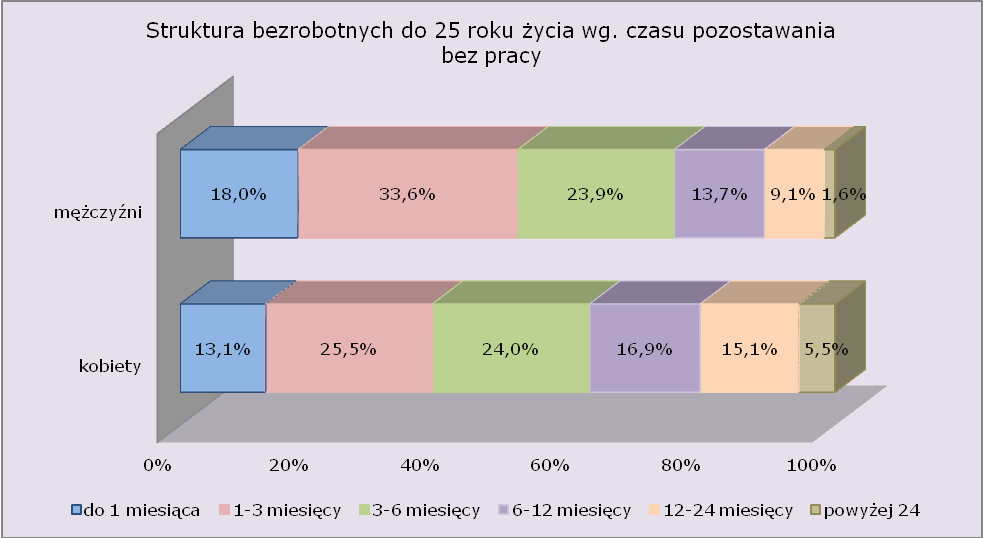 Struktura bezrobotnych do 25 roku życia wg. czasu pozostawania
bez pracy
mężczyźni
18,0% 33,6% 23,9% 13,7% 9,1% 1,6%
kobiety
13,1% 25,5% 24,0% 16,9% 15,1% 5,5%
0% 20% 40% 60% 80% 100%
do 1 miesiąca 1-3 miesięcy 3-6 miesięcy 6-12 miesięcy 12-24 miesięcy powyżej 24